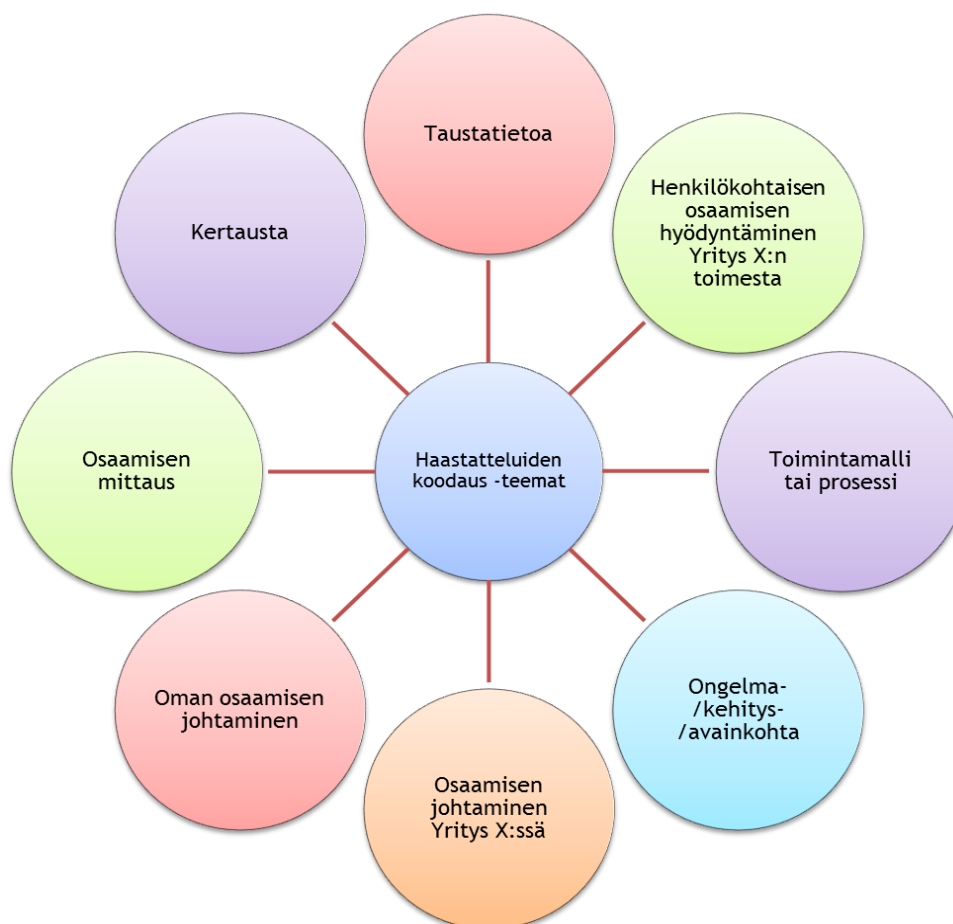 Taustatietoa
Henkilökohtaisen
osaamisen
hyödyntäminen
Yritys X:n
toimesta
Toimintamalli
tai prosessi
Ongelma-
/kehitys-
/avainkohta
Osaamisen
johtaminen
Yritys X:ssä
Oman osaamisen
johtaminen
Osaamisen
mittaus
Kertausta
Haastatteluiden
koodaus -teemat